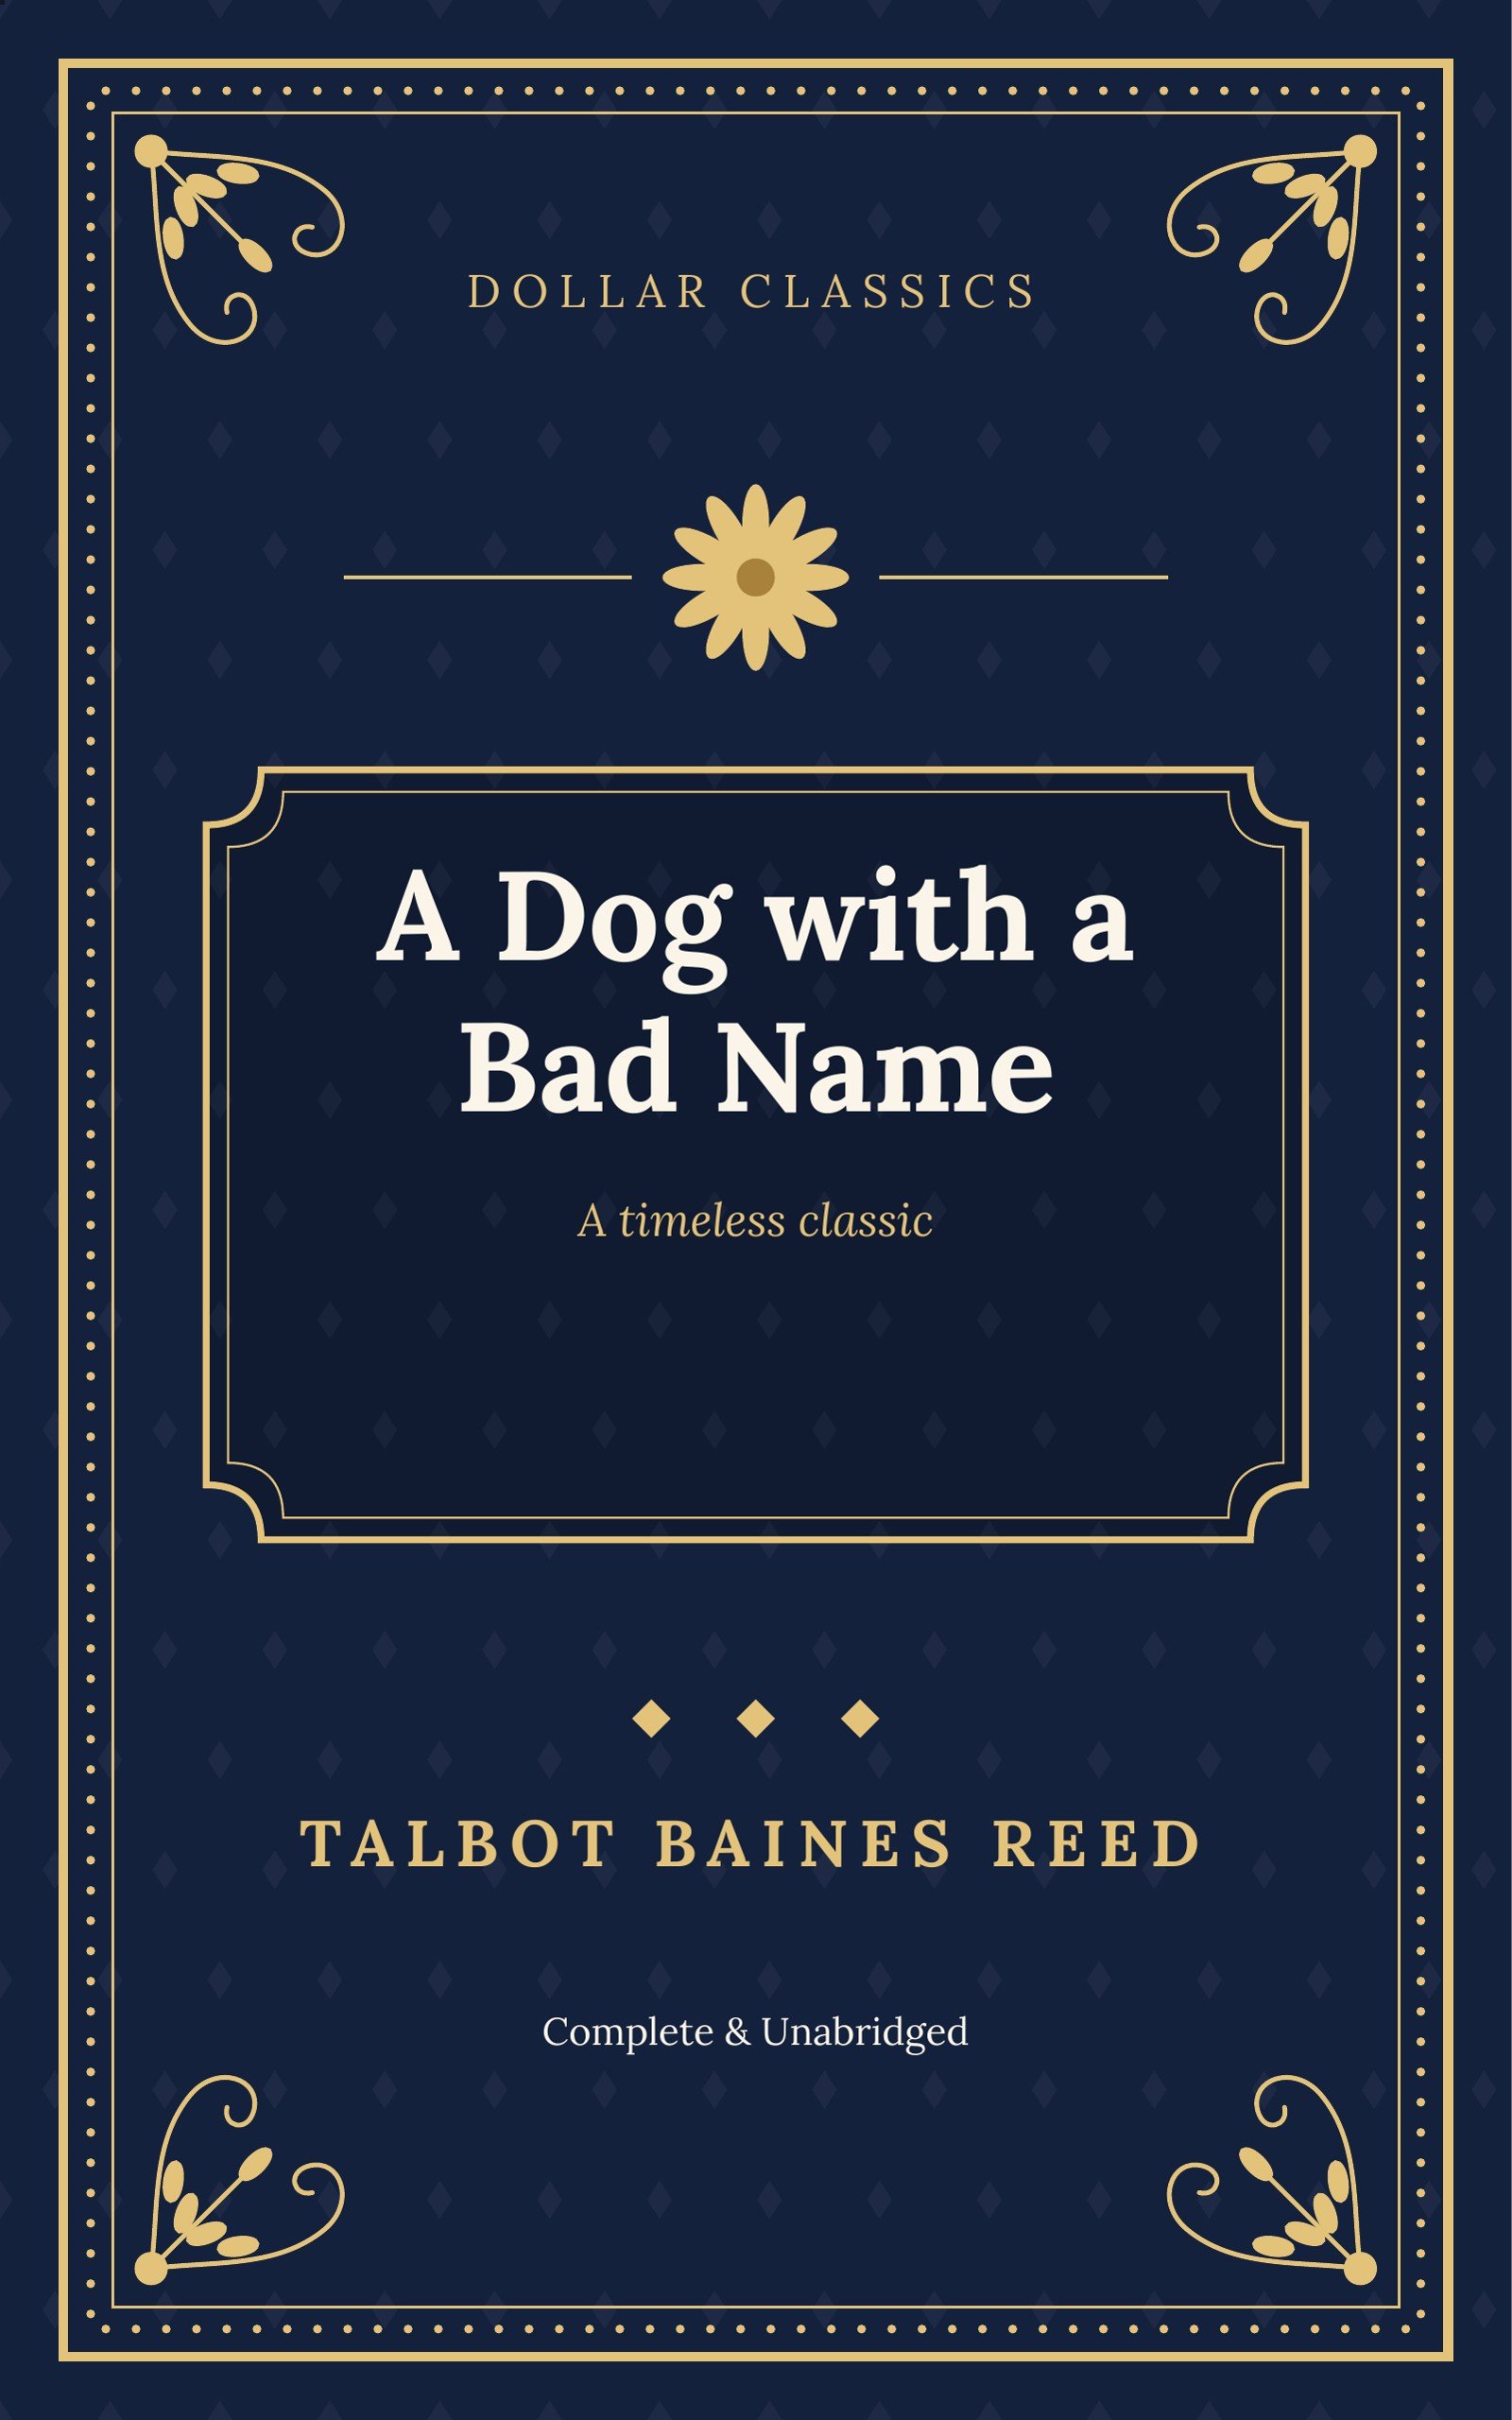 DOLLAR CLASSICS
A Dog with a
Bad Name
A timeless classic
TALBOT BAINES REED
Complete & Unabridged